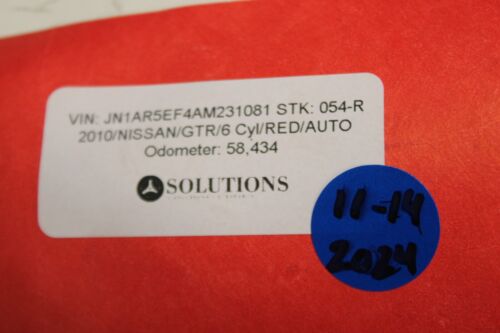 VIN: JN1AR5EF4AM231081 STK: 054-R
2010/NISSAN/GTR/6 Cyl/RED/AUTO
Odometer: 58,434
SOLUTIONS
11-14
2024